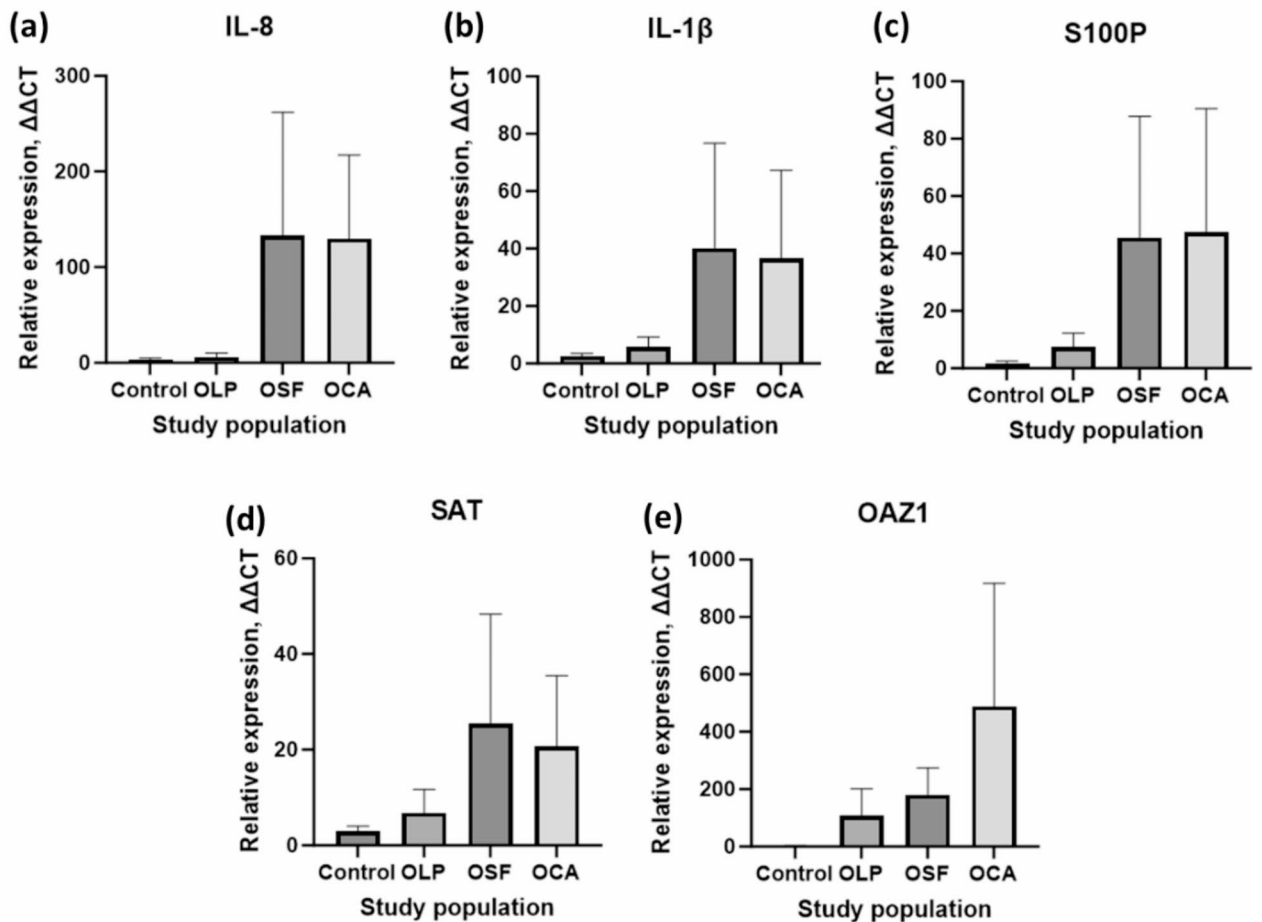 (a) IL-8
Relative expression, ΔΔCT
300
200
100
0
Control OLP OSF OCA
Study population
(b) IL-1β
Relative expression, ΔΔCT
100
80
60
40
20
0
Control OLP OSF OCA
Study population
(c) S100P
Relative expression, ΔΔCT
100
80
60
40
20
0
Control OLP OSF OCA
Study population
(d) SAT
Relative expression, ΔΔCT
60
40
20
0
Control OLP OSF OCA
Study population
(e) OAZ1
Relative expression, ΔΔCT
1000
800
600
400
200
0
Control OLP OSF OCA
Study population